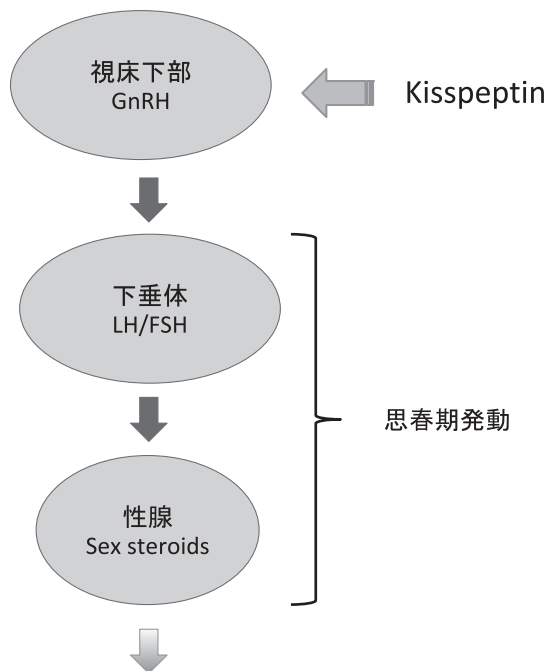 視床下部
GnRH
Kisspeptin
下垂体
LH/FSH
思春期発動
性腺
Sex steroids